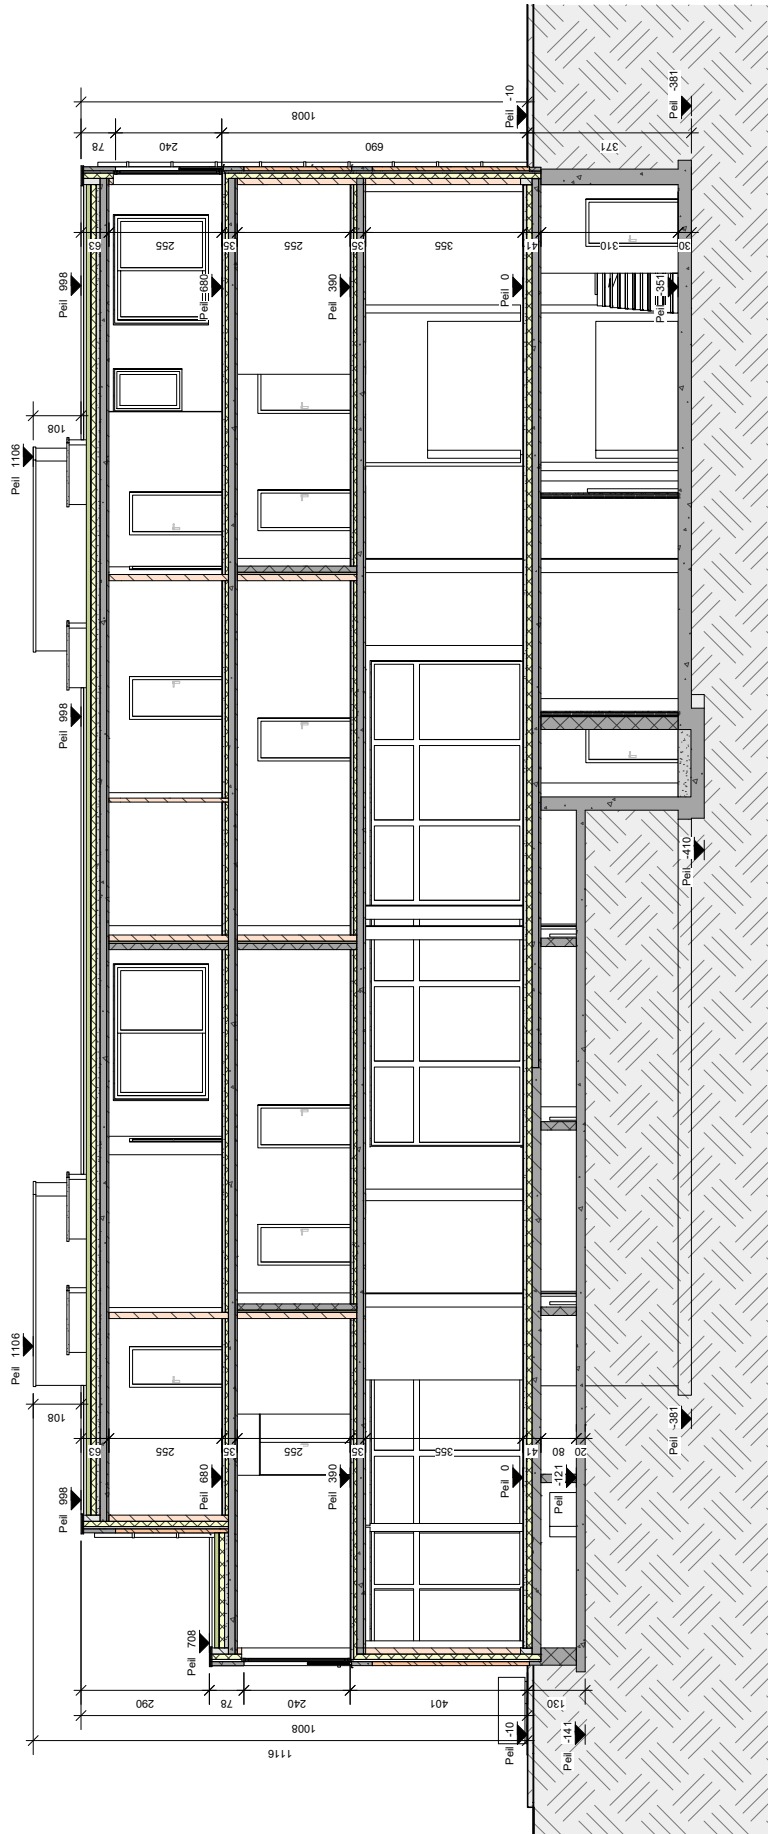 1116
1008
290
78
240
401
130
Peil -10
Peil -141
Peil 708
Peil 998
108
Peil 1106
63
255
35
255
35
355
41
80
20
Peil 680
Peil 390
Peil 0
Peil -121
Peil -381
Peil -410
Peil 998
Peil 1106
108
Peil 998
Peil 680
Peil 390
Peil 0
Peil -351
63
255
35
255
35
355
41
310
30
78
240
690
371
1008
Peil -10
Peil -381